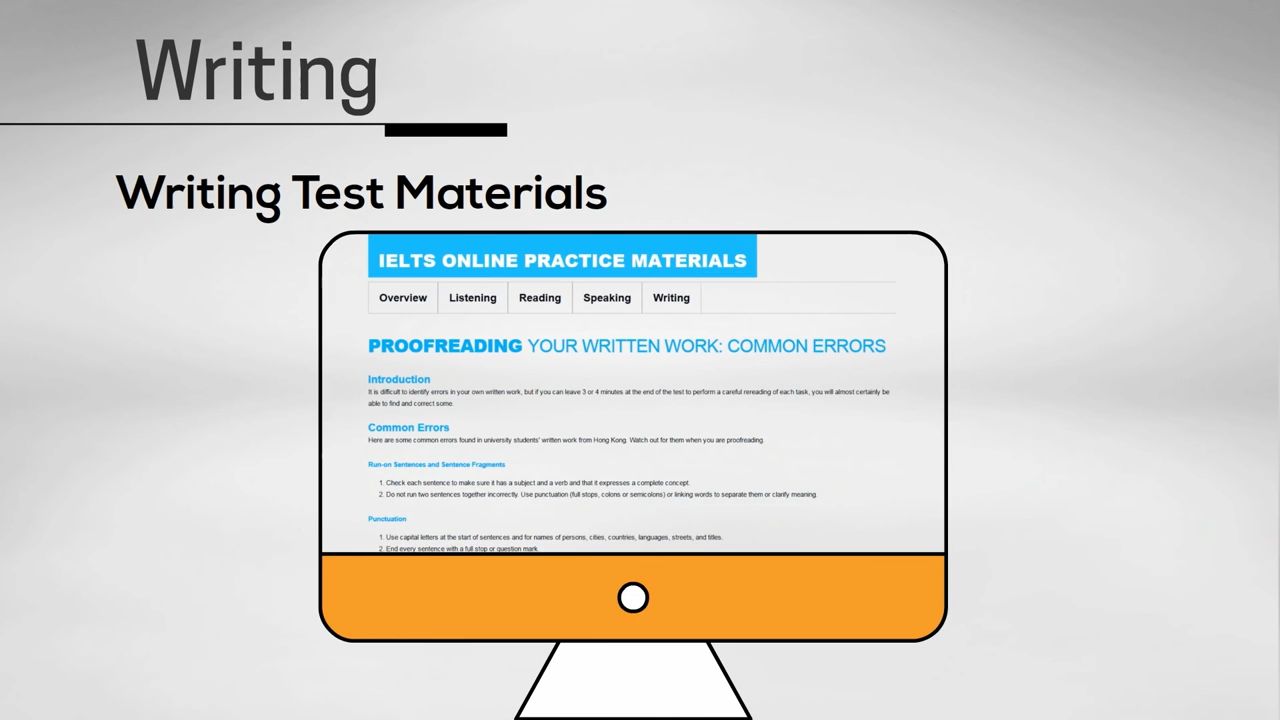 Writing
Writing Test Materials
IELTS ONLINE PRACTICE MATERIALS
Overview Listening Reading Speaking Writing
PROOFREADING YOUR WRITTEN WORK: COMMON ERRORS
Introduction
It is difficult to identify errors in your own written work, but if you can leave 3 or 4 minutes at the end of the test to perform a careful rereading of each task, you will almost certainly be
able to find and correct some.
Common Errors
Here are some common errors found in university students' written work from Hong Kong. Watch out for them when you are proofreading.
Run-on Sentences and Sentence Fragments
1. Check each sentence to make sure it has a subject and a verb and that it expresses a complete concept.
2. Do not run two sentences together incorrectly. Use punctuation (full stops, colons or semicolons) or linking words to separate them or clarify meaning.
Punctuation
1. Use capital letters at the start of sentences and for names of persons, cities, countries, languages, streets, and titles.
2. End every sentence with a full stop or question mark.